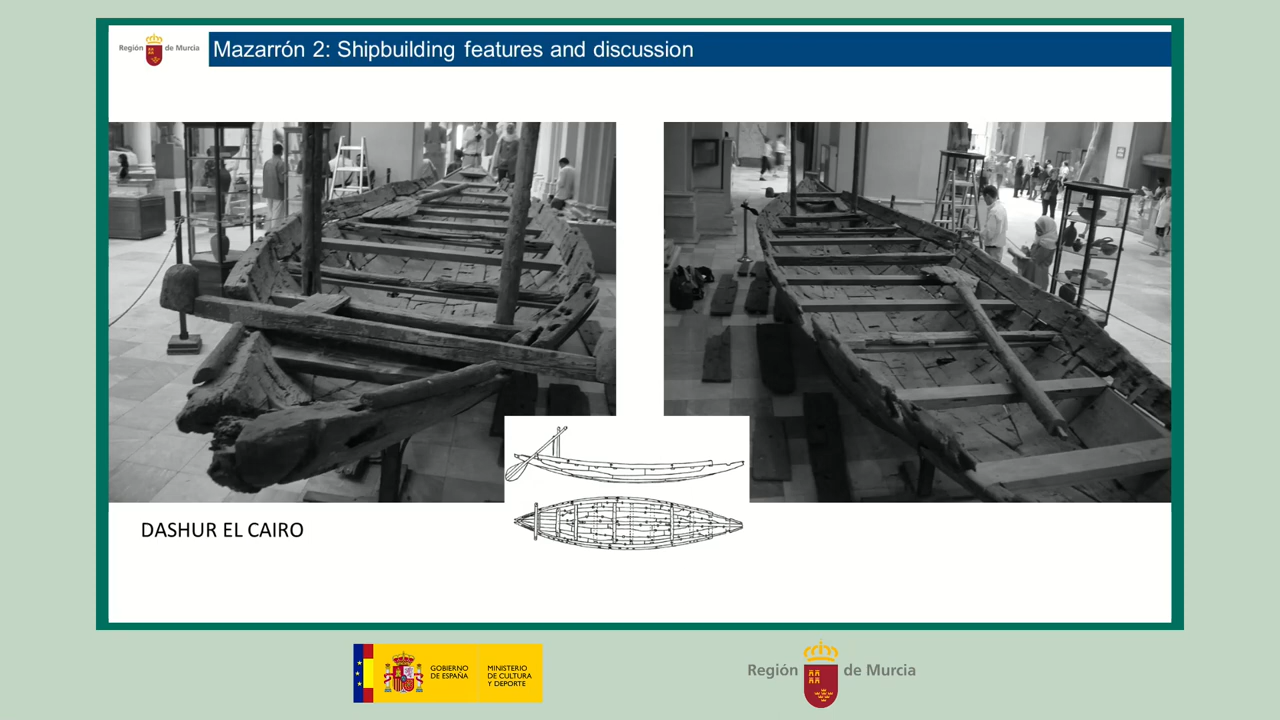 Región de Murcia
Mazarrón 2: Shipbuilding features and discussion
DASHUR EL CAIRO
GOBIERNO
DE ESPAÑA
MINISTERIO
DE CULTURA
Y DEPORTE
Región de Murcia